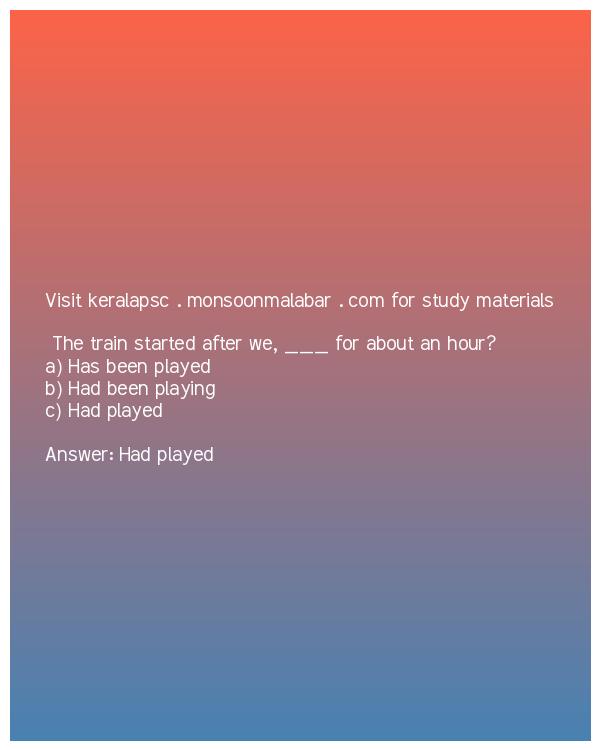 Visit keralapsc . monsoonmalabar . com for study materials
The train started after we, ___ for about an hour?
a) Has been played
b) Had been playing
c) Had played
Answer: Had played